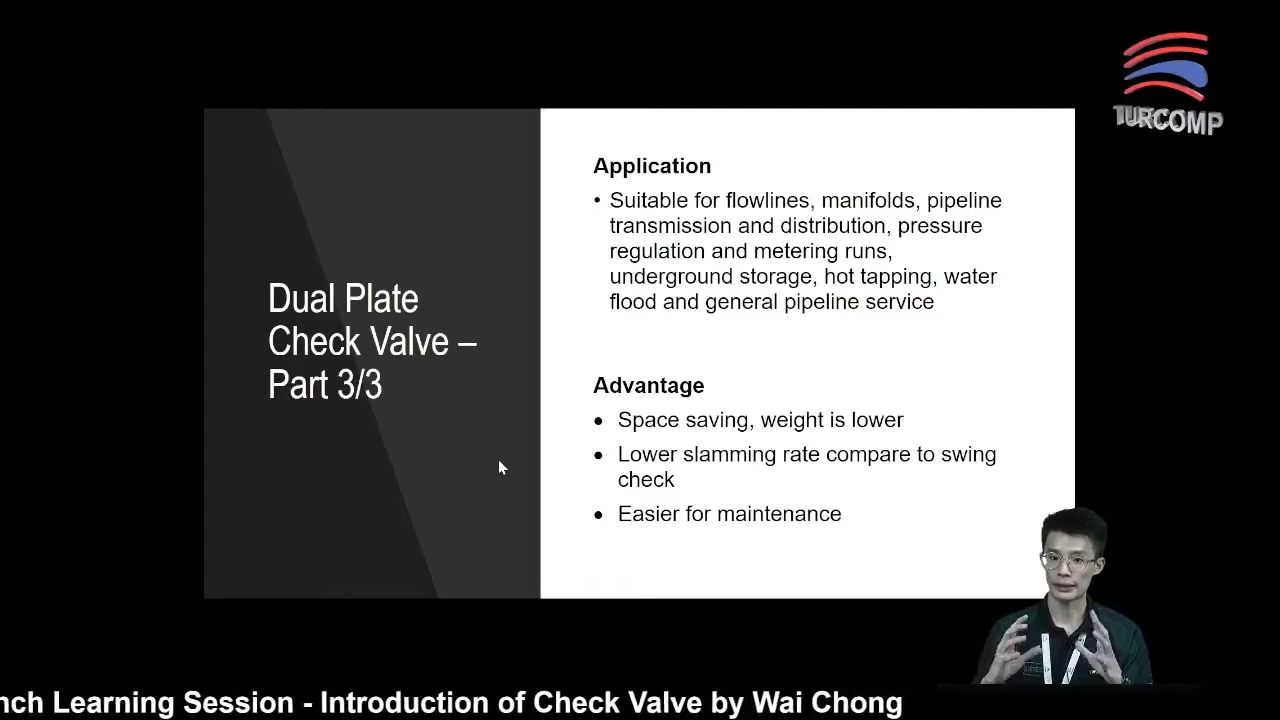 TURCOMP
Application
• Suitable for flowlines, manifolds, pipeline
transmission and distribution, pressure
regulation and metering runs,
underground storage, hot tapping, water
flood and general pipeline service
Dual Plate
Check Valve –
Part 3/3
Advantage
• Space saving, weight is lower
• Lower slamming rate compare to swing
check
• Easier for maintenance
nch Learning Session - Introduction of Check Valve by Wai Chong